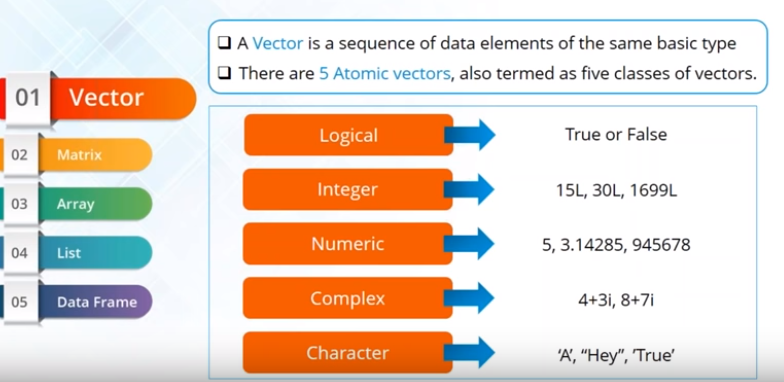 01 Vector
02 Matrix
03 Array
04 List
05 Data Frame
❑ A Vector is a sequence of data elements of the same basic type
❑ There are 5 Atomic vectors, also termed as five classes of vectors.
Logical True or False
Integer 15L, 30L, 1699L
Numeric 5, 3.14285, 945678
Complex 4+3i, 8+7i
Character ‘A’, “Hey”, ’True’